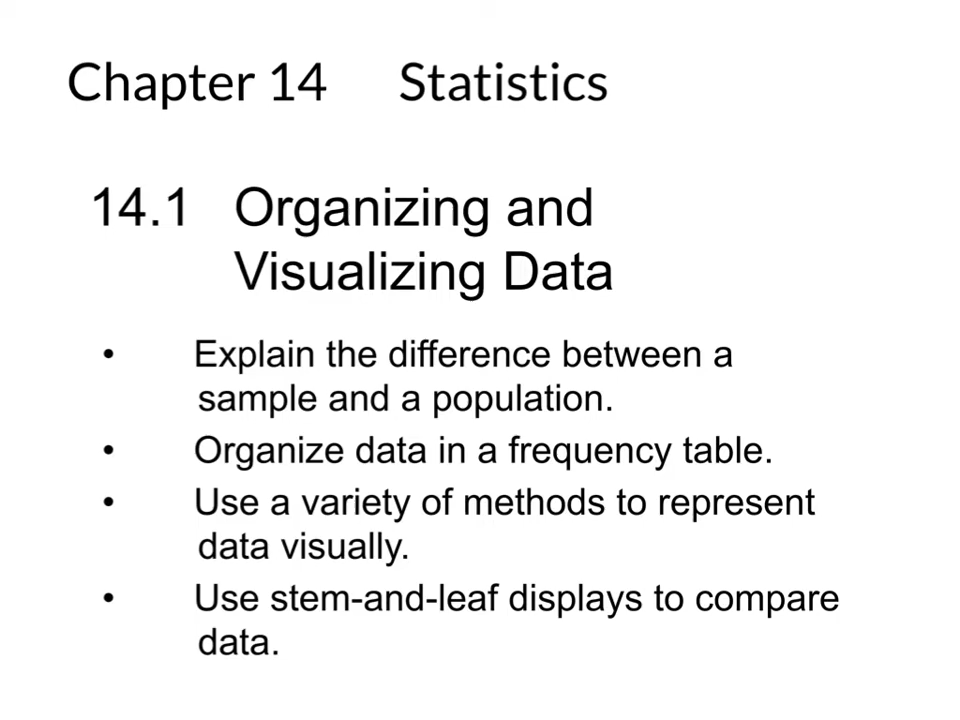 Chapter 14 Statistics
14.1 Organizing and
Visualizing Data
• Explain the difference between a
sample and a population.
• Organize data in a frequency table.
• Use a variety of methods to represent
data visually.
• Use stem-and-leaf displays to compare
data.